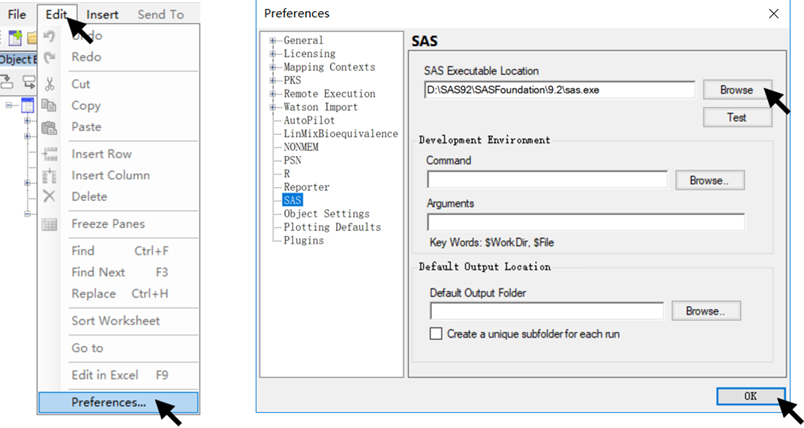 File Edit Insert Send To
Undo
Redo
Object B
Cut
Copy
Paste
Insert Row
Insert Column
Delete
Freeze Panes
Find Ctrl+F
Find Next F3
Replace Ctrl+H
Sort Worksheet
Go to
Edit in Excel F9
Preferences...
Preferences
General
Licensing
Mapping Contexts
PKS
Remote Execution
Watson Import
AutoPilot
LinMixBioequivalence
NONMEM
PSN
R
Reporter
SAS
Object Settings
Plotting Defaults
Plugins
SAS
SAS Executable Location
D:\SAS92\SASFoundation\9.2\sas.exe Browse
Test
Development Environment
Command
Browse..
Arguments
Key Words: $WorkDir, $File
Default Output Location
Default Output Folder
Browse..
Create a unique subfolder for each run
OK